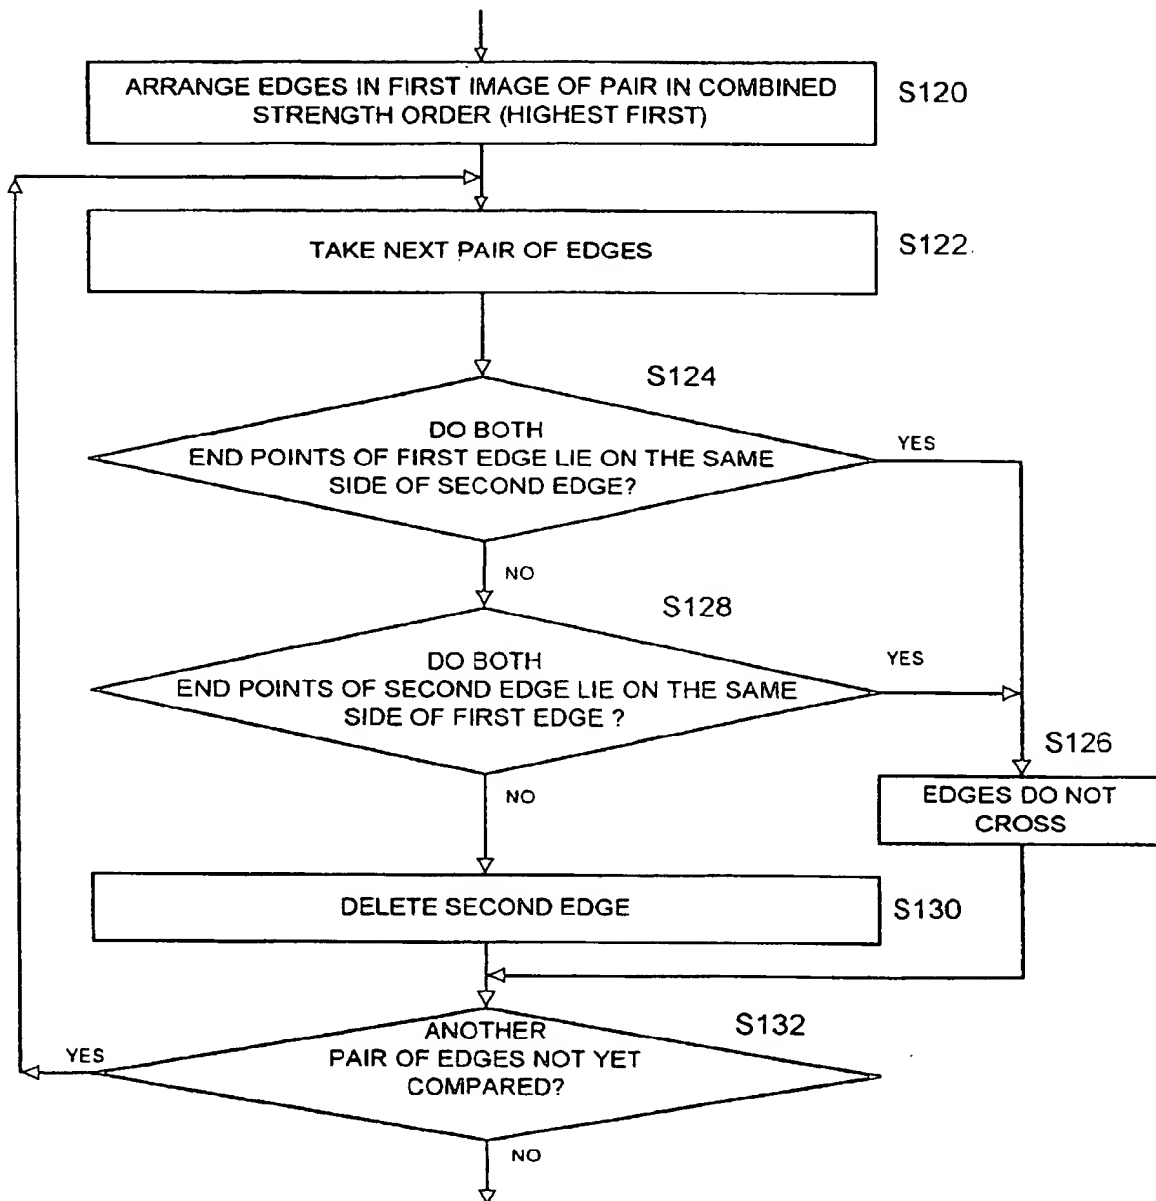 ARRANGE EDGES IN FIRST IMAGE OF PAIR IN COMBINED
STRENGTH ORDER (HIGHEST FIRST)
S120
TAKE NEXT PAIR OF EDGES
S122
S124
DO BOTH
END POINTS OF FIRST EDGE LIE ON THE SAME
SIDE OF SECOND EDGE?
YES
NO
S128
DO BOTH
END POINTS OF SECOND EDGE LIE ON THE SAME
SIDE OF FIRST EDGE ?
YES
NO
S126
EDGES DO NOT
CROSS
DELETE SECOND EDGE
S130
S132
ANOTHER
PAIR OF EDGES NOT YET
COMPARED?
YES
NO